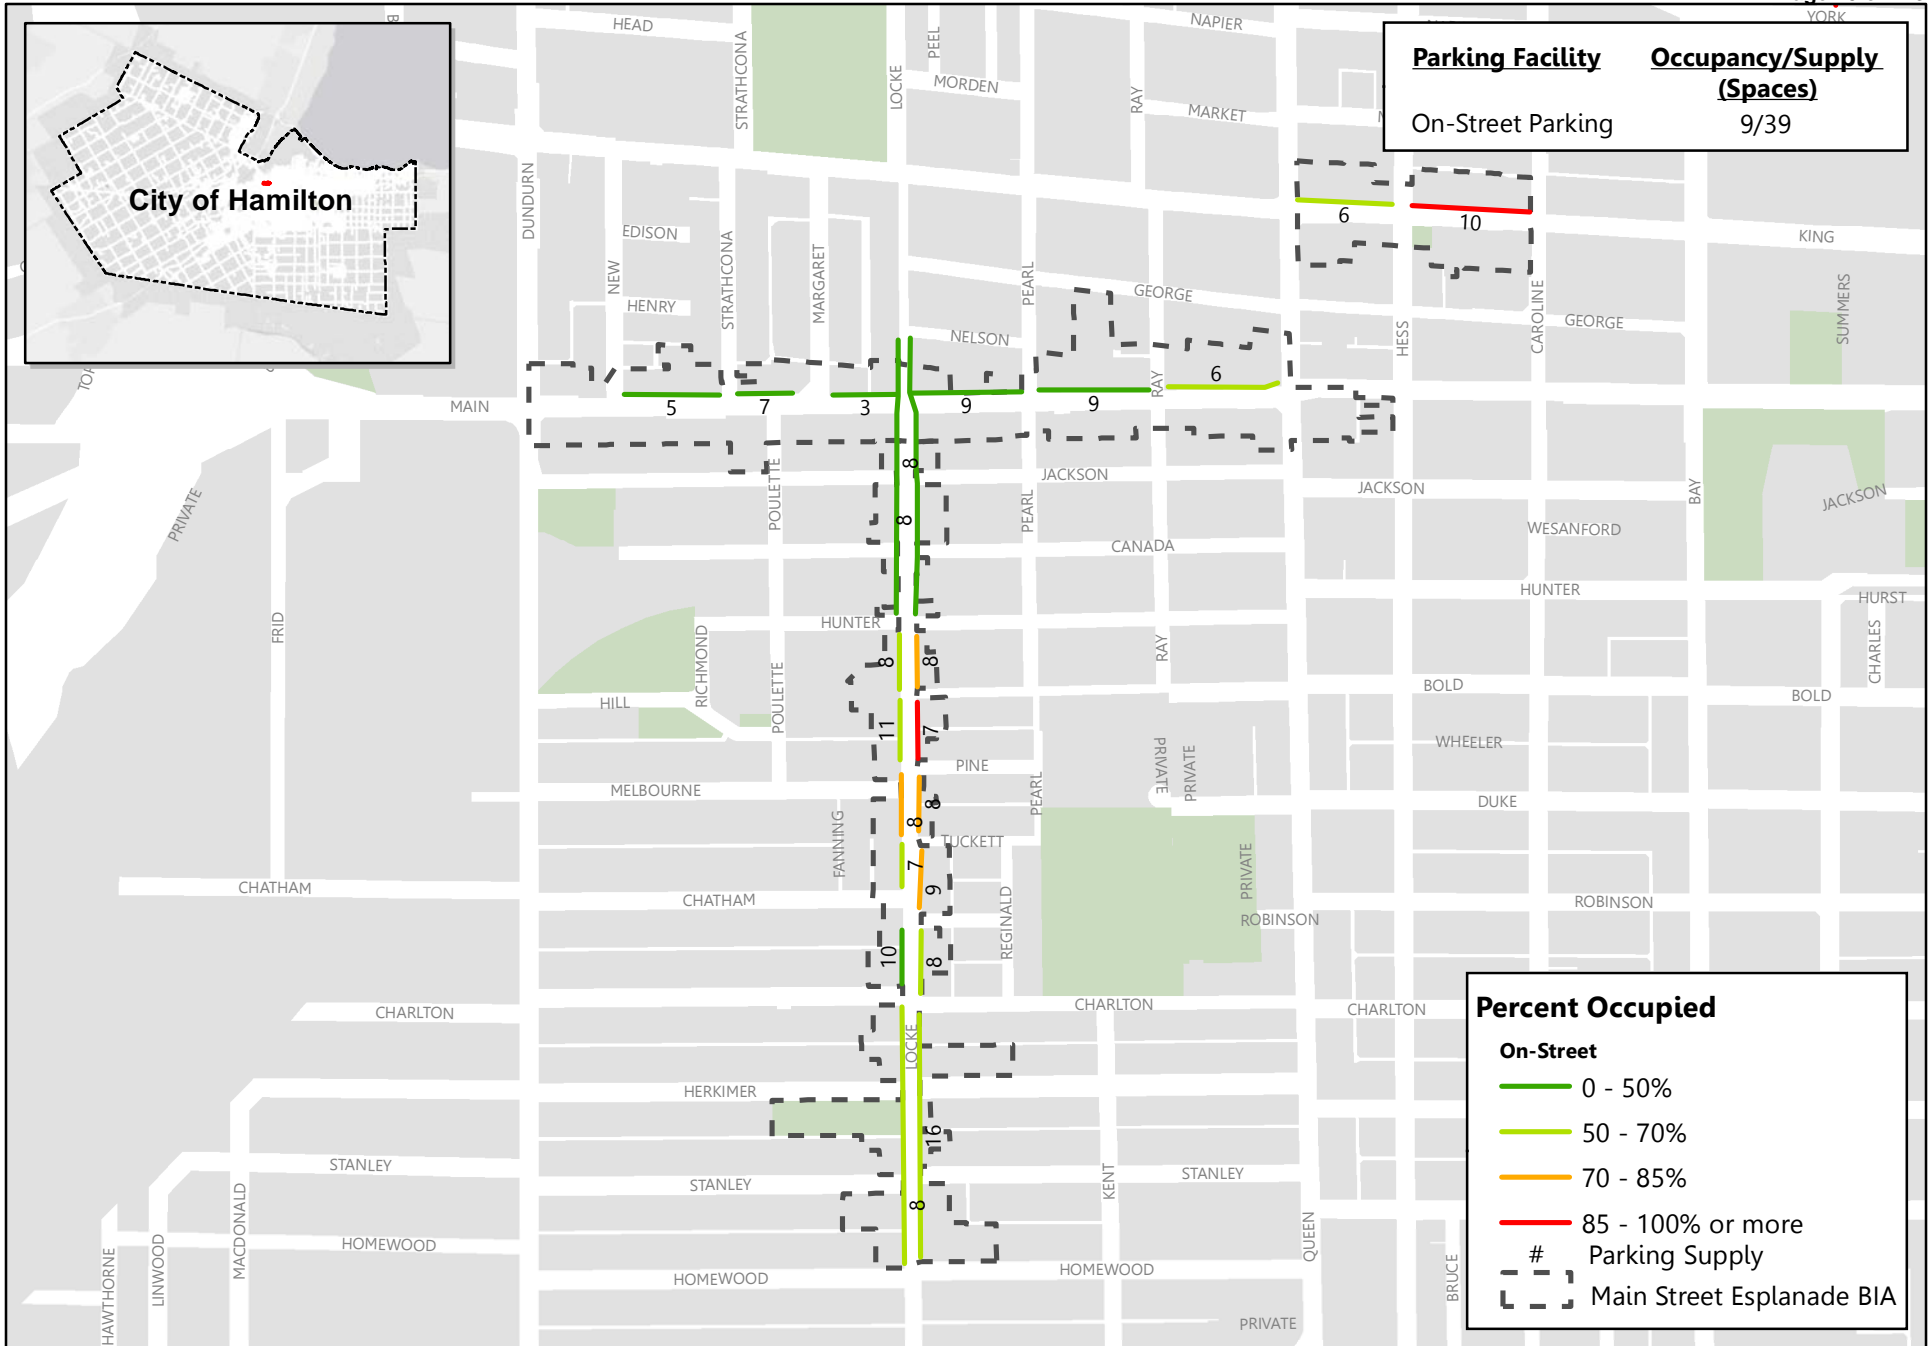 YORK
HEAD
NAPIER
Parking Facility
Occupancy/Supply
(Spaces)
On-Street Parking
9/39
City of Hamilton
STRATHCONA
LOCKE
PEEL
MORDEN
RAY
MARKET
DUNDURN
EDISON
NEW
STRATHCONA
MARGARET
HENRY
PEARL
GEORGE
NELSON
6
10
KING
HESS
CAROLINE
GEORGE
SUMMERS
MAIN
5
7
3
9
9
6
RAY
8
8
POULETTE
JACKSON
PEARL
JACKSON
BAY
JACKSON
PRIVATE
WESANFORD
CANADA
HUNTER
HURST
FRID
HUNTER
RICHMOND
POULETTE
8
8
RAY
CHARLES
HILL
BOLD
BOLD
11
7
WHEELER
PINE
PEARL
PRIVATE
PRIVATE
MELBOURNE
DUKE
8
8
FANNING
TUCKETT
7
9
PRIVATE
CHATHAM
CHATHAM
REGINALD
ROBINSON
ROBINSON
10
8
CHARLTON
LOCKE
CHARLTON
CHARLTON
HERKIMER
16
STANLEY
STANLEY
STANLEY
KENT
8
HAWTHORNE
LINWOOD
MACDONALD
HOMEWOOD
HOMEWOOD
HOMEWOOD
QUEEN
BRUCE
PRIVATE
Percent Occupied
On-Street
0 - 50%
50 - 70%
70 - 85%
85 - 100% or more
# Parking Supply
Main Street Esplanade BIA